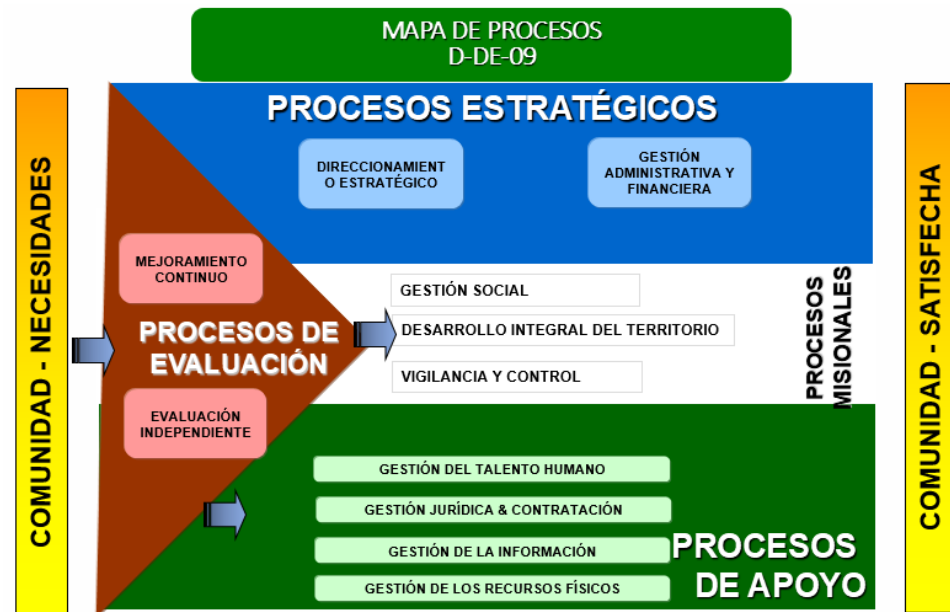 MAPA DE PROCESOS
D-DE-09
COMUNIDAD - NECESIDADES
PROCESOS ESTRATÉGICOS
DIRECCIONAMIENT
O ESTRATÉGICO
GESTIÓN
ADMINISTRATIVA Y
FINANCIERA
MEJORAMIENTO
CONTINUO
PROCESOS DE
EVALUACIÓN
EVALUACIÓN
INDEPENDIENTE
GESTIÓN SOCIAL
DESARROLLO INTEGRAL DEL TERRITORIO
VIGILANCIA Y CONTROL
PROCESOS
MISIONALES
GESTIÓN DEL TALENTO HUMANO
GESTIÓN JURÍDICA & CONTRATACIÓN
GESTIÓN DE LA INFORMACIÓN
GESTIÓN DE LOS RECURSOS FÍSICOS
PROCESOS
DE APOYO
COMUNIDAD - SATISFECHA